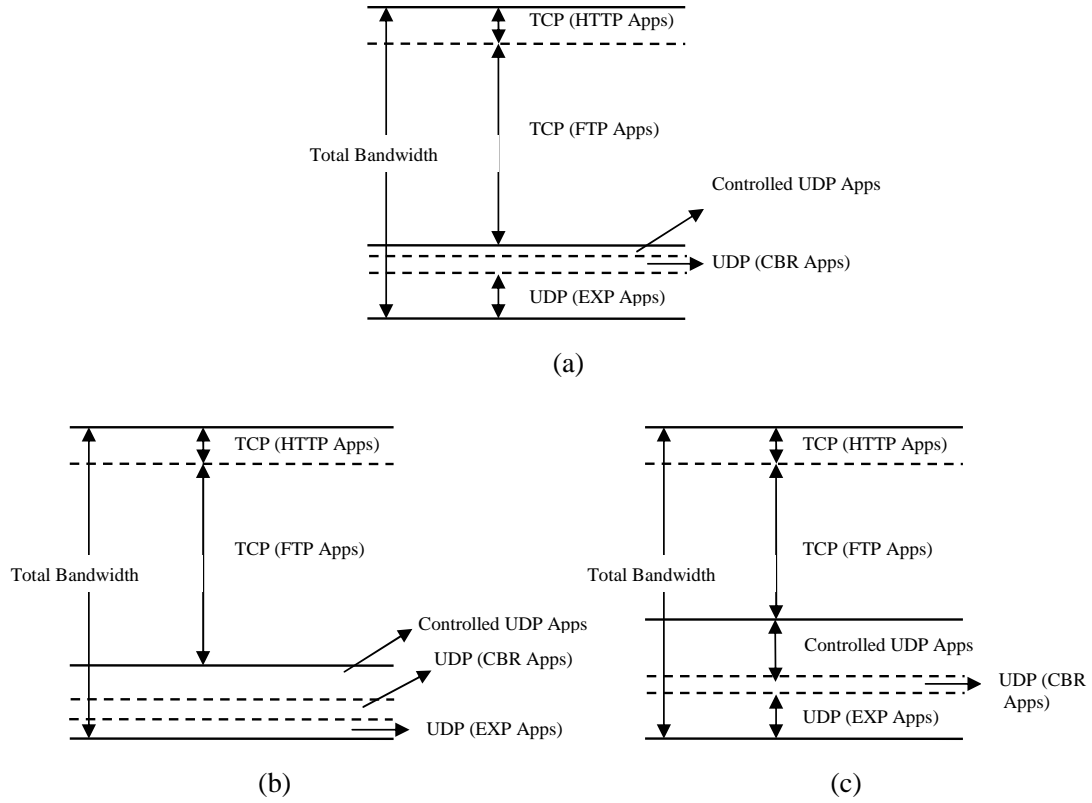 TCP (HTTP Apps)
TCP (FTP Apps)
Total Bandwidth
Controlled UDP Apps
UDP (CBR Apps)
UDP (EXP Apps)
(a)
TCP (HTTP Apps)
TCP (FTP Apps)
Total Bandwidth
Controlled UDP Apps
UDP (CBR Apps)
UDP (EXP Apps)
(b)
TCP (HTTP Apps)
TCP (FTP Apps)
Total Bandwidth
Controlled UDP Apps
UDP (CBR
Apps)
UDP (EXP Apps)
(c)